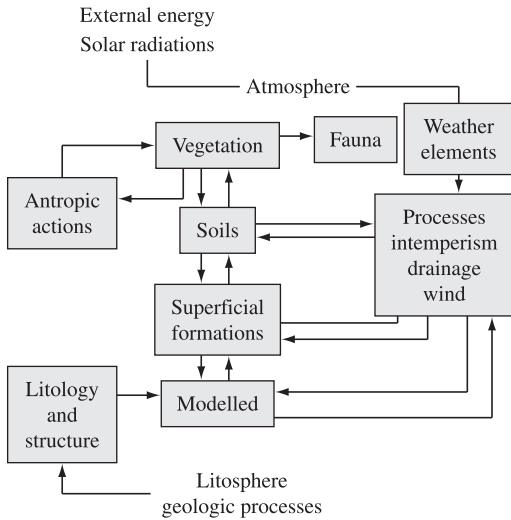 External energy
Solar radiations
Atmosphere
Vegetation
Fauna
Weather
elements
Antropic
actions
Soils
Processes
intemperism
drainage
wind
Superficial
formations
Litology
and
structure
Modelled
Litosphere
geologic processes